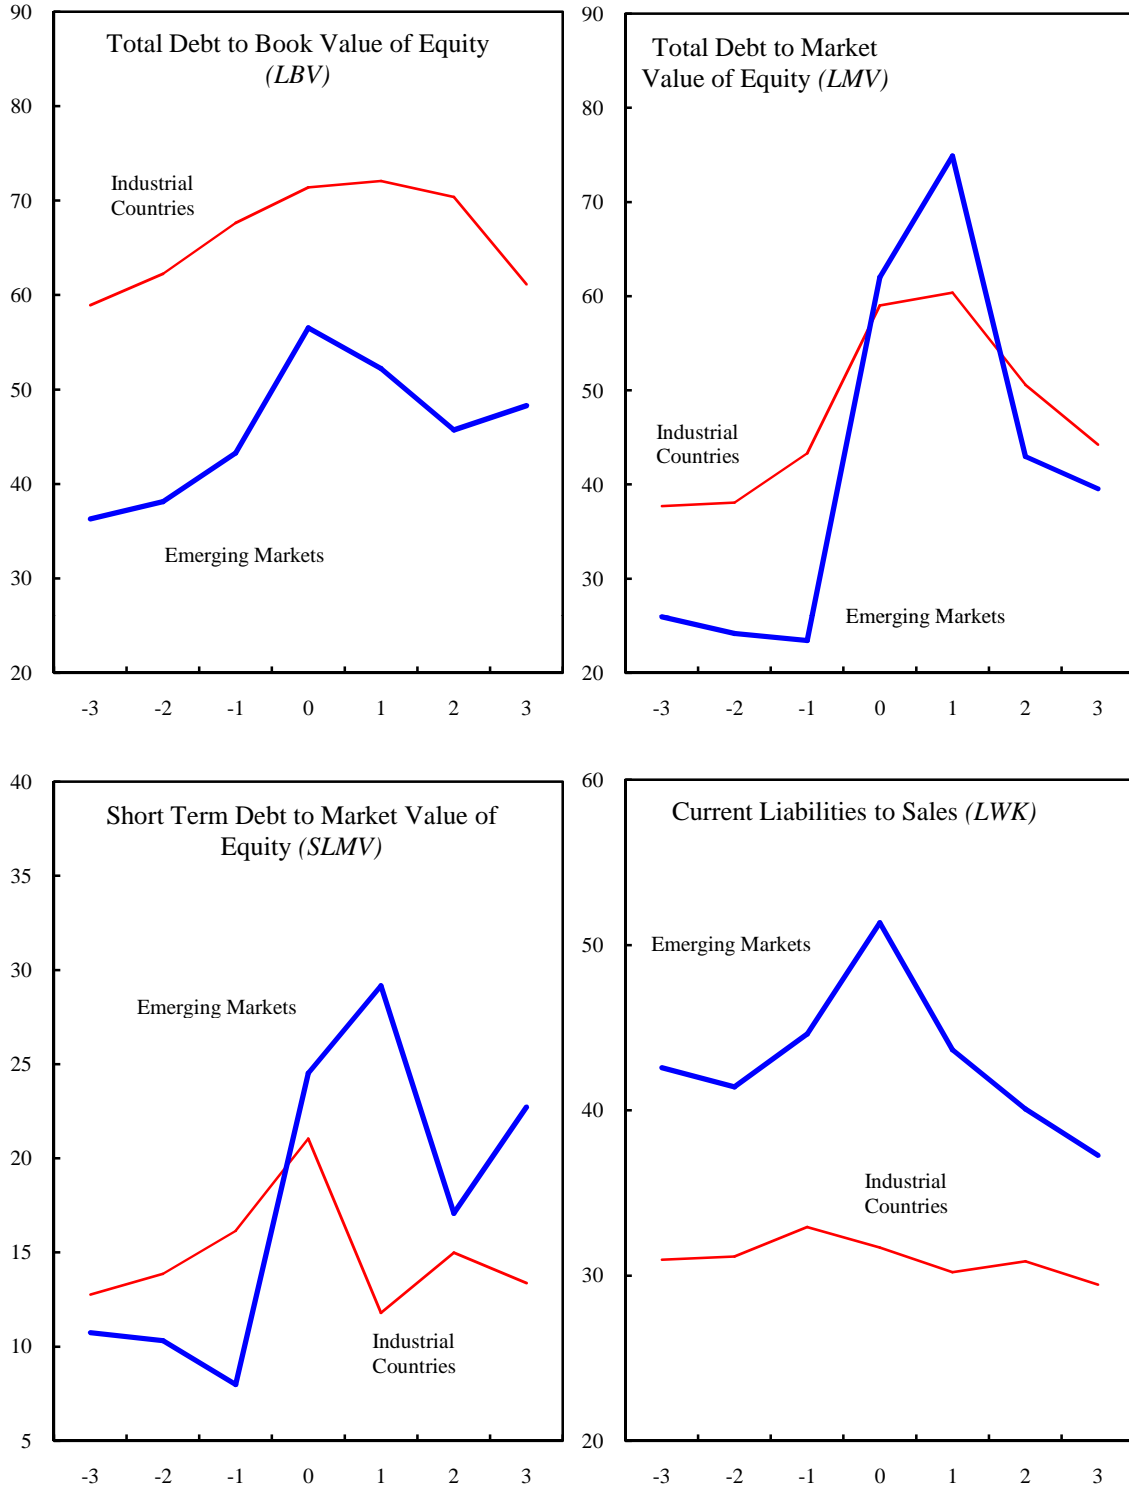 Total Debt to Book Value of Equity
(LBV)
90
80
70
60
50
40
30
20
Industrial
Countries
Emerging Markets
-3 -2 -1 0 1 2 3
Total Debt to Market
Value of Equity (LMV)
90
80
70
60
50
40
30
20
Industrial
Countries
Emerging Markets
-3 -2 -1 0 1 2 3
Short Term Debt to Market Value of
Equity (SLMV)
40
35
30
25
20
15
10
5
Emerging Markets
Industrial
Countries
-3 -2 -1 0 1 2 3
Current Liabilities to Sales (LWK)
60
50
40
30
20
Emerging Markets
Industrial
Countries
-3 -2 -1 0 1 2 3